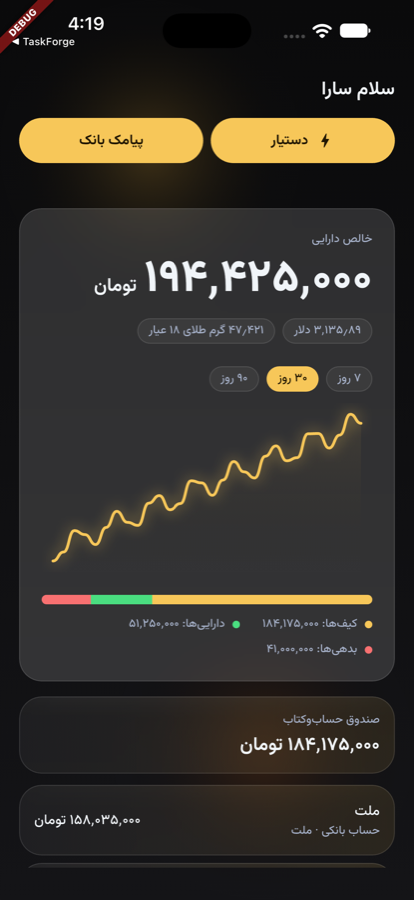 DEBUG
4:19
◀ TaskForge
سلام سارا
دستیار
پیامک بانک
خالص دارایی
۱۹۴,۴۲۵,۰۰۰ تومان
۳,۱۳۵٫۸۹ دلار
۴۷٫۴۲۱ گرم طلای ۱۸ عیار
۷ روز
۳۰ روز
۹۰ روز
کیف‌ها: ۱۸۴,۱۷۵,۰۰۰
دارایی‌ها: ۵۱,۲۵۰,۰۰۰
بدهی‌ها: ۴۱,۰۰۰,۰۰۰
صندوق حساب‌وکتاب
۱۸۴,۱۷۵,۰۰۰ تومان
ملت
حساب بانکی · ملت
۱۵۸,۰۳۵,۰۰۰ تومان